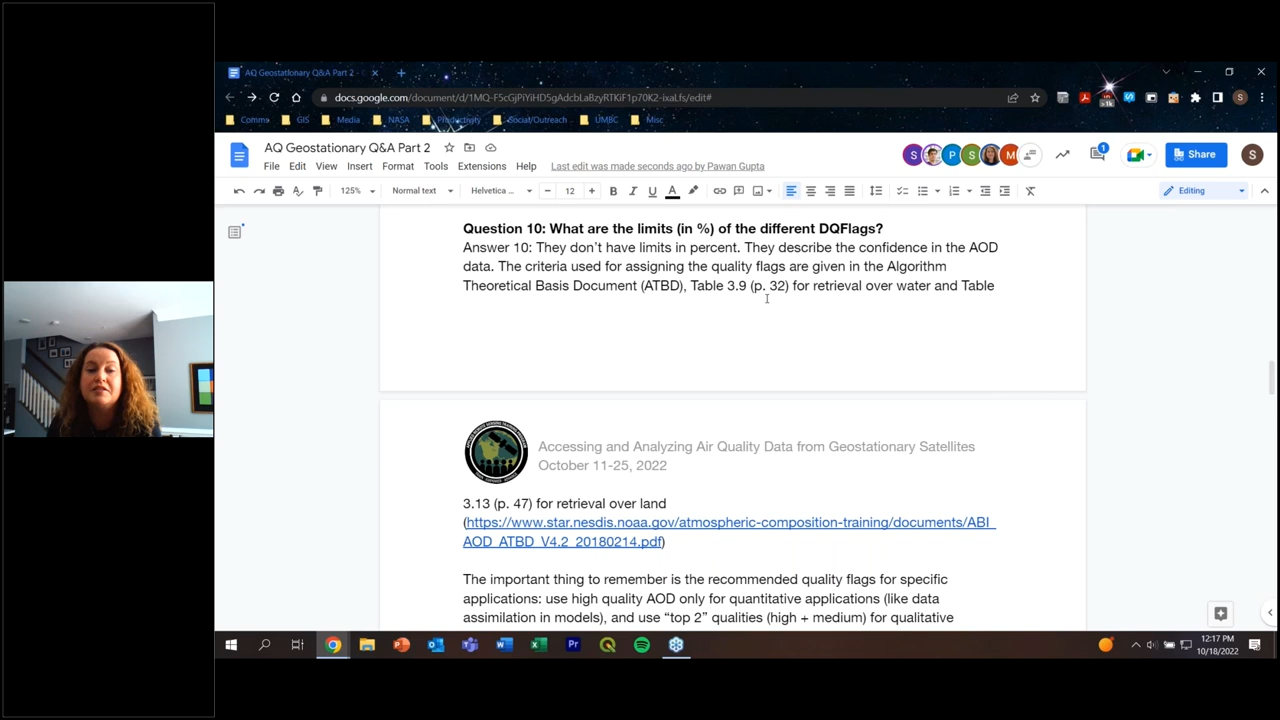 AQ Geostationary Q&A Part 2 -
docs.google.com/document/d/1MQ-F5cGjPiYiHD5gAdcbLaBzyRTKiF1p70K2-ixaLfs/edit#
Comms GIS Media NASA Productivity Social/Outreach UMBC Misc
AQ Geostationary Q&A Part 2
File Edit View Insert Format Tools Extensions Help Last edit was made seconds ago by Pawan Gupta
S P S M 1 Share S
125% Normal text Helvetica ... 12 B I U A Editing
Question 10: What are the limits (in %) of the different DQFlags?
Answer 10: They don't have limits in percent. They describe the confidence in the AOD
data. The criteria used for assigning the quality flags are given in the Algorithm
Theoretical Basis Document (ATBD), Table 3.9 (p. 32) for retrieval over water and Table
Accessing and Analyzing Air Quality Data from Geostationary Satellites
October 11-25, 2022
3.13 (p. 47) for retrieval over land
(https://www.star.nesdis.noaa.gov/atmospheric-composition-training/documents/ABI_
AOD_ATBD_V4.2_20180214.pdf)
The important thing to remember is the recommended quality flags for specific
applications: use high quality AOD only for quantitative applications (like data
assimilation in models), and use "top 2" qualities (high + medium) for qualitative
12:17 PM
10/18/2022